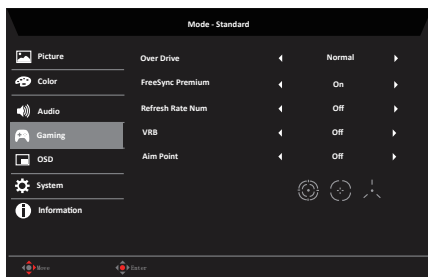 Mode - Standard
Picture
Over Drive Normal
Color
FreeSync Premium On
Audio
Refresh Rate Num Off
Gaming
VRB Off
OSD
Aim Point Off
System
Information
Move Enter